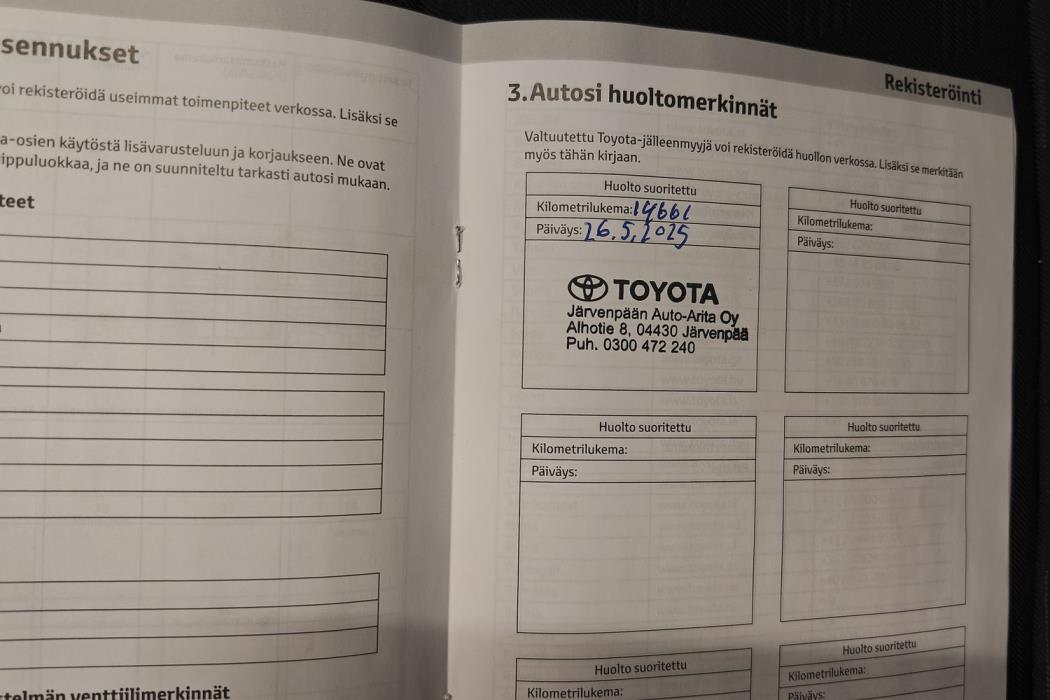 sennukset
voi rekisteröidä useimmat toimenpiteet verkossa. Lisäksi se
a-osien käytöstä lisävarusteluun ja korjaukseen. Ne ovat
ippuluokkaa, ja ne on suunniteltu tarkasti autosi mukaan.
teet
telmän venttiilimerkinnät
Rekisteröinti
3.Autosi huoltomerkinnät
Valtuutettu Toyota-jälleenmyyjä voi rekisteröidä huollon verkossa. Lisäksi se merkitään
myös tähän kirjaan.
Huolto suoritettu
Kilometrilukema:
Päiväys: 26.5.2025
TOYOTA
Järvenpään Auto-Arita Oy
Alhotie 8, 04430 Järvenpää
Puh. 0300 472 240
Huolto suoritettu
Kilometrilukema:
Päiväys:
Huolto suoritettu
Kilometrilukema:
Päiväys:
Huolto suoritettu
Kilometrilukema:
Päiväys:
Huolto suoritettu
Kilometrilukema:
Huolto suoritettu
Kilometrilukema:
Päiväys: